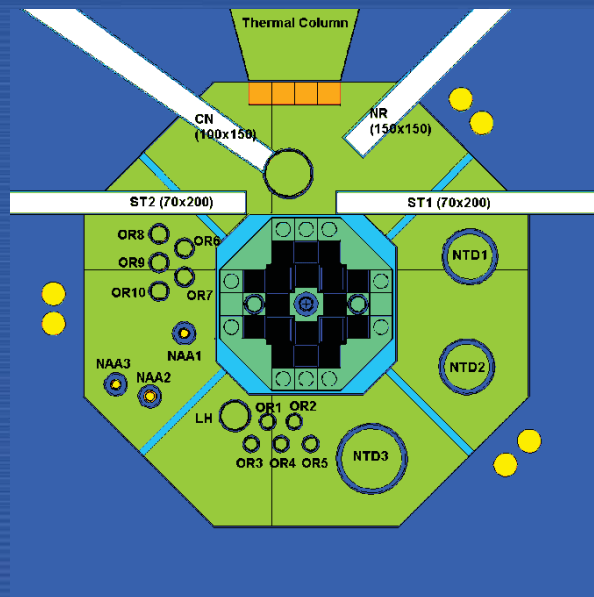 Thermal Column
CN
(100x150)
NR
(150x150)
ST2 (70x200)
ST1 (70x200)
OR8
OR6
OR9
OR10
OR7
NTD1
NAA1
NAA3
NAA2
NTD2
LH
OR1
OR2
OR3
OR4
OR5
NTD3